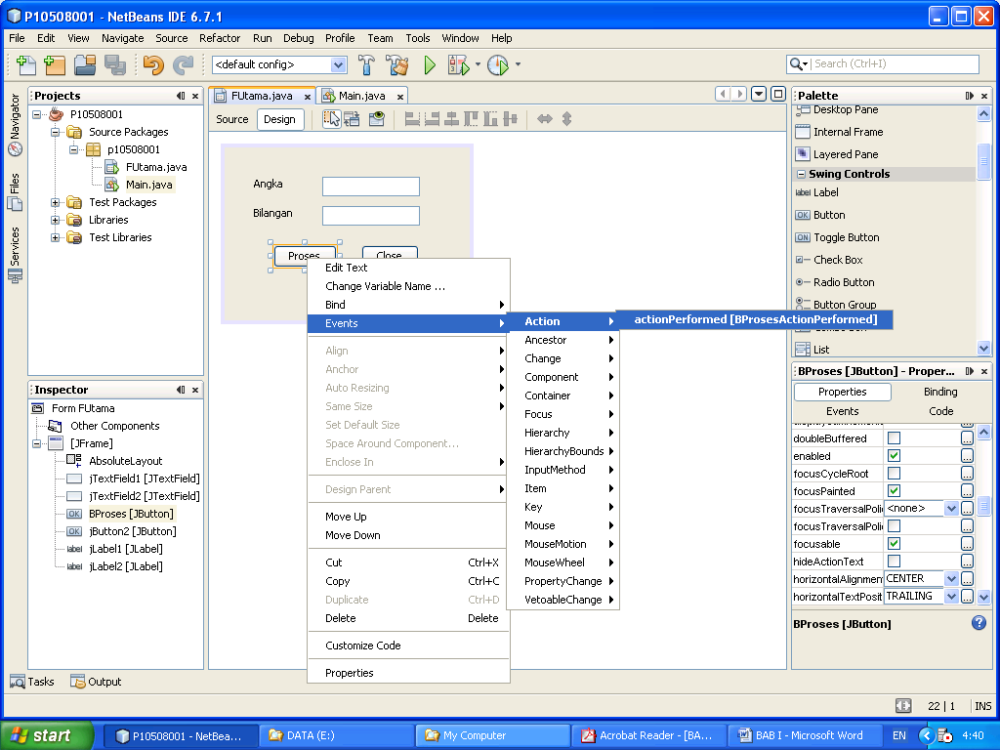 P10508001 - NetBeans IDE 6.7.1
File Edit View Navigate Source Refactor Run Debug Profile Team Tools Window Help
<default config>
Search (Ctrl+I)
Navigator
Files
Services
Projects
P10508001
Source Packages
p10508001
FUtama.java
Main.java
Test Packages
Libraries
Test Libraries
Inspector
Form FUtama
Other Components
[JFrame]
AbsoluteLayout
jTextField1 [JTextField]
jTextField2 [JTextField]
BProses [JButton]
jButton2 [JButton]
jLabel1 [JLabel]
jLabel2 [JLabel]
FUtama.java
Main.java
Source Design
Angka
Bilangan
Proses Close
Edit Text
Change Variable Name ...
Bind
Events
Align
Anchor
Auto Resizing
Same Size
Set Default Size
Space Around Component...
Enclose In
Design Parent
Move Up
Move Down
Cut Ctrl+X
Copy Ctrl+C
Duplicate Ctrl+D
Delete Delete
Customize Code
Properties
Action
Ancestor
Change
Component
Container
Focus
Hierarchy
HierarchyBounds
InputMethod
Item
Key
Mouse
MouseMotion
MouseWheel
PropertyChange
VetoableChange
actionPerformed [BProsesActionPerformed]
Palette
Desktop Pane
Internal Frame
Layered Pane
Swing Controls
label Label
OK Button
ON Toggle Button
Check Box
Radio Button
Button Group
List
BProses [JButton] - Proper...
Properties Binding
Events Code
doubleBuffered
enabled
focusCycleRoot
focusPainted
focusTraversalPoli <none>
focusTraversalPoli
focusable
hideActionText
horizontalAlignmer CENTER
horizontalTextPosit TRAILING
BProses [JButton]
Tasks Output
22 | 1 INS
start
P10508001 - NetBea...
DATA (E:)
My Computer
Acrobat Reader - [BA...
BAB I - Microsoft Word
EN
4:40